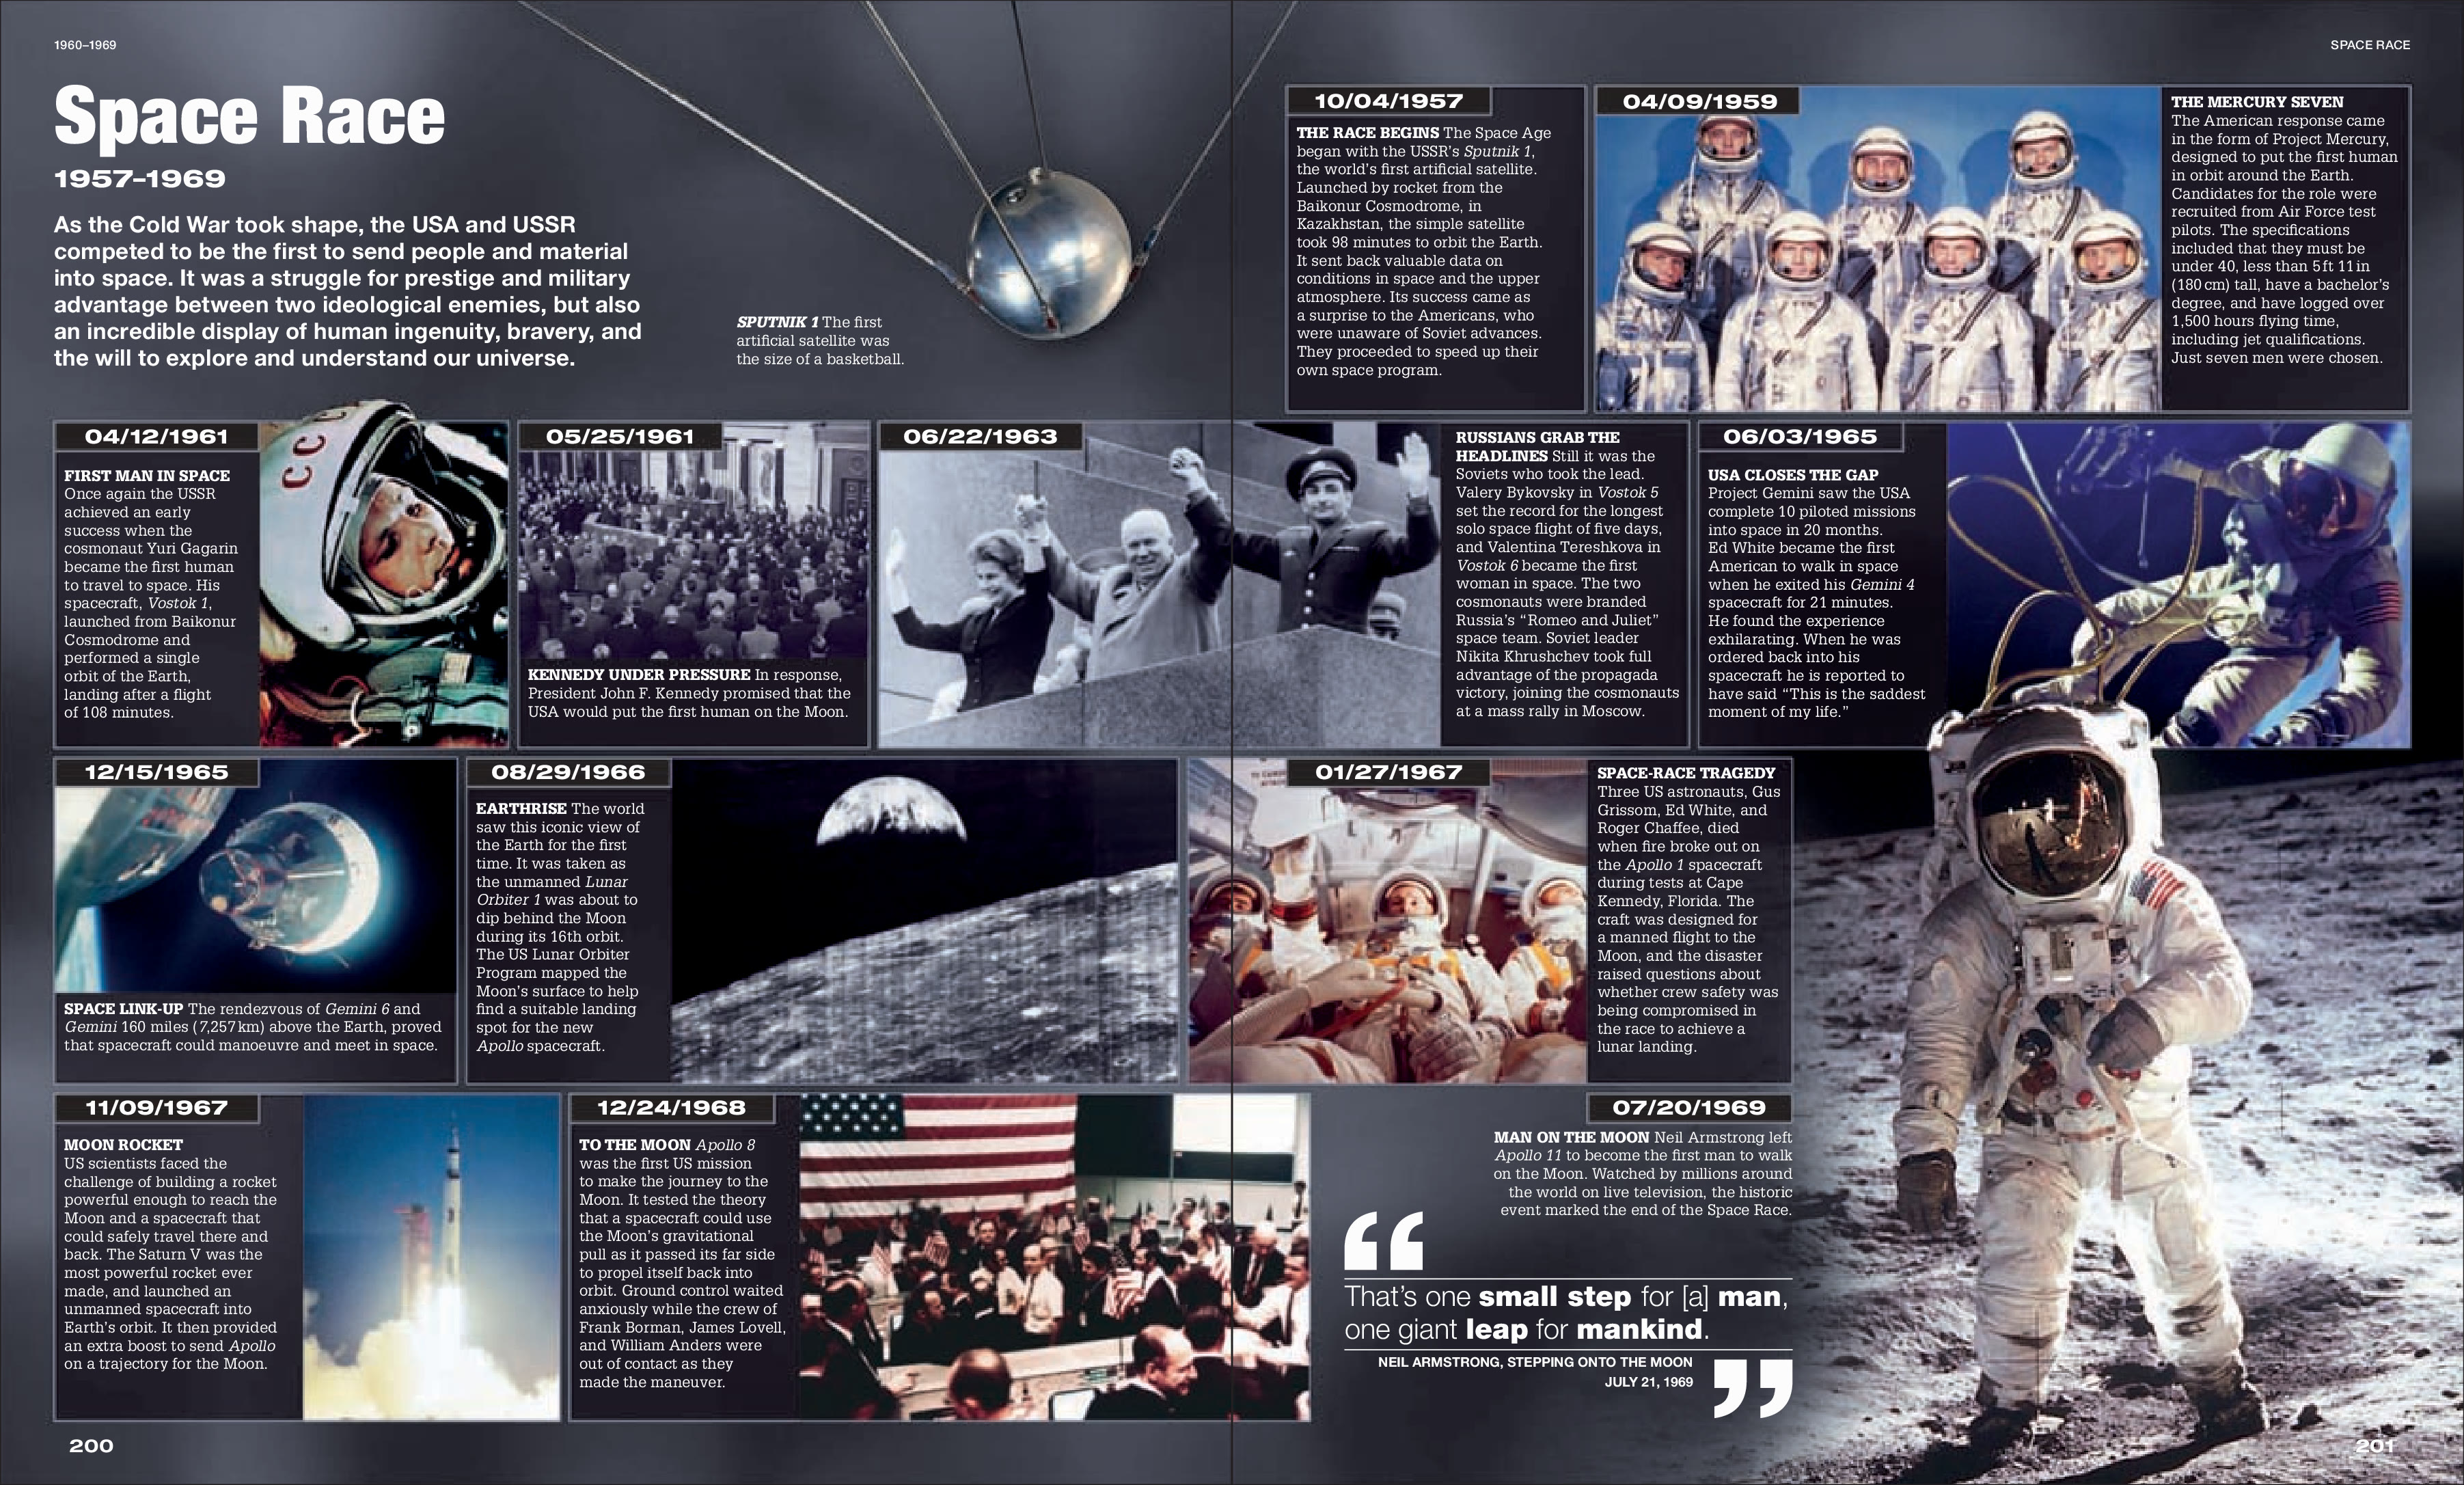 1960–1969
SPACE RACE
Space Race
1957–1969
As the Cold War took shape, the USA and USSR
competed to be the first to send people and material
into space. It was a struggle for prestige and military
advantage between two ideological enemies, but also
an incredible display of human ingenuity, bravery, and
the will to explore and understand our universe.
SPUTNIK 1 The first
artificial satellite was
the size of a basketball.
10/04/1957
THE RACE BEGINS The Space Age
began with the USSR's Sputnik 1,
the world's first artificial satellite.
Launched by rocket from the
Baikonur Cosmodrome, in
Kazakhstan, the simple satellite
took 98 minutes to orbit the Earth.
It sent back valuable data on
conditions in space and the upper
atmosphere. Its success came as
a surprise to the Americans, who
were unaware of Soviet advances.
They proceeded to speed up their
own space program.
04/09/1959
THE MERCURY SEVEN
The American response came
in the form of Project Mercury,
designed to put the first human
in orbit around the Earth.
Candidates for the role were
recruited from Air Force test
pilots. The specifications
included that they must be
under 40, less than 5 ft 11 in
(180 cm) tall, have a bachelor's
degree, and have logged over
1,500 hours flying time,
including jet qualifications.
Just seven men were chosen.
04/12/1961
FIRST MAN IN SPACE
Once again the USSR
achieved an early
success when the
cosmonaut Yuri Gagarin
became the first human
to travel to space. His
spacecraft, Vostok 1,
launched from Baikonur
Cosmodrome and
performed a single
orbit of the Earth,
landing after a flight
of 108 minutes.
CCC
05/25/1961
KENNEDY UNDER PRESSURE In response,
President John F. Kennedy promised that the
USA would put the first human on the Moon.
06/22/1963
RUSSIANS GRAB THE
HEADLINES Still it was the
Soviets who took the lead.
Valery Bykovsky in Vostok 5
set the record for the longest
solo space flight of five days,
and Valentina Tereshkova in
Vostok 6 became the first
woman in space. The two
cosmonauts were branded
Russia's “Romeo and Juliet”
space team. Soviet leader
Nikita Khrushchev took full
advantage of the propagada
victory, joining the cosmonauts
at a mass rally in Moscow.
06/03/1965
USA CLOSES THE GAP
Project Gemini saw the USA
complete 10 piloted missions
into space in 20 months.
Ed White became the first
American to walk in space
when he exited his Gemini 4
spacecraft for 21 minutes.
He found the experience
exhilarating. When he was
ordered back into his
spacecraft he is reported to
have said “This is the saddest
moment of my life.”
12/15/1965
SPACE LINK-UP The rendezvous of Gemini 6 and
Gemini 160 miles (7,257 km) above the Earth, proved
that spacecraft could manoeuvre and meet in space.
08/29/1966
EARTHRISE The world
saw this iconic view of
the Earth for the first
time. It was taken as
the unmanned Lunar
Orbiter 1 was about to
dip behind the Moon
during its 16th orbit.
The US Lunar Orbiter
Program mapped the
Moon's surface to help
find a suitable landing
spot for the new
Apollo spacecraft.
01/27/1967
SPACE-RACE TRAGEDY
Three US astronauts, Gus
Grissom, Ed White, and
Roger Chaffee, died
when fire broke out on
the Apollo 1 spacecraft
during tests at Cape
Kennedy, Florida. The
craft was designed for
a manned flight to the
Moon, and the disaster
raised questions about
whether crew safety was
being compromised in
the race to achieve a
lunar landing.
11/09/1967
MOON ROCKET
US scientists faced the
challenge of building a rocket
powerful enough to reach the
Moon and a spacecraft that
could safely travel there and
back. The Saturn V was the
most powerful rocket ever
made, and launched an
unmanned spacecraft into
Earth's orbit. It then provided
an extra boost to send Apollo
on a trajectory for the Moon.
12/24/1968
TO THE MOON Apollo 8
was the first US mission
to make the journey to the
Moon. It tested the theory
that a spacecraft could use
the Moon's gravitational
pull as it passed its far side
to propel itself back into
orbit. Ground control waited
anxiously while the crew of
Frank Borman, James Lovell,
and William Anders were
out of contact as they
made the maneuver.
07/20/1969
MAN ON THE MOON Neil Armstrong left
Apollo 11 to become the first man to walk
on the Moon. Watched by millions around
the world on live television, the historic
event marked the end of the Space Race.
“
That's one small step for [a] man,
one giant leap for mankind.
NEIL ARMSTRONG, STEPPING ONTO THE MOON
JULY 21, 1969
”
200
201